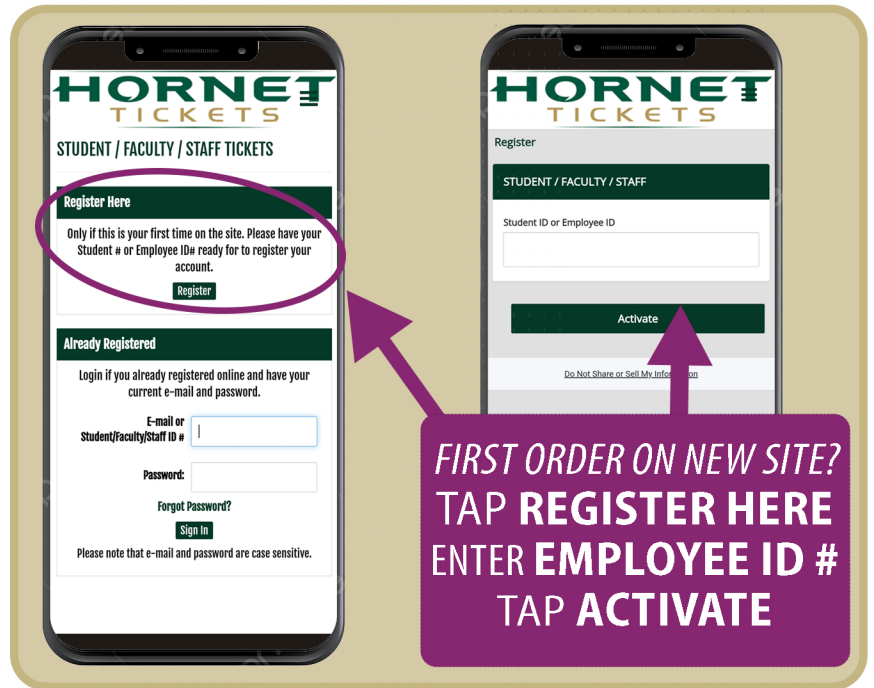 HORNET
TICKETS
STUDENT / FACULTY / STAFF TICKETS
Register Here
Only if this is your first time on the site. Please have your
Student # or Employee ID# ready for to register your
account.
Register
Already Registered
Login if you already registered online and have your
current e-mail and password.
E-mail or
Student/Faculty/Staff ID #
Password:
Forgot Password?
Sign In
Please note that e-mail and password are case sensitive.
HORNET
TICKETS
Register
STUDENT / FACULTY / STAFF
Student ID or Employee ID
Activate
Do Not Share or Sell My Information
FIRST ORDER ON NEW SITE?
TAP REGISTER HERE
ENTER EMPLOYEE ID #
TAP ACTIVATE